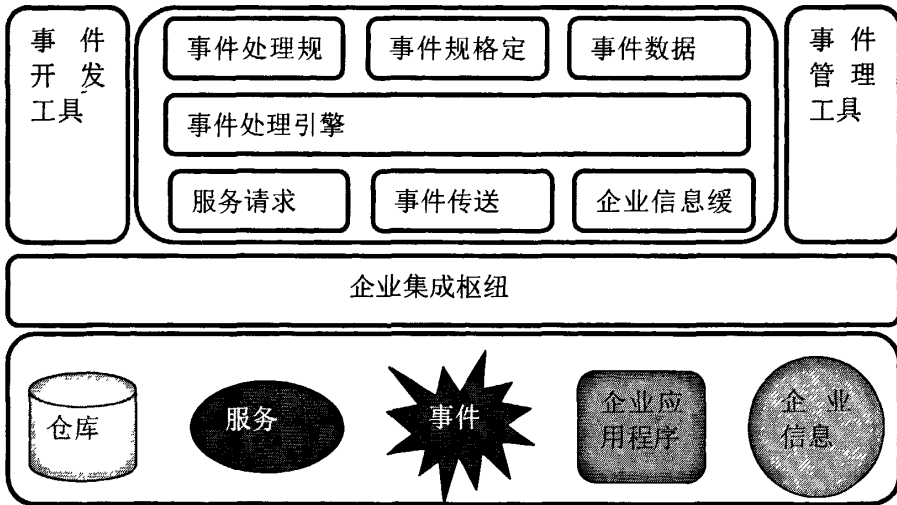 事件
开发
工具
事件处理规
事件规格定
事件数据
事件处理引擎
服务请求
事件传送
企业信息缓
事件
管理
工具
企业集成枢纽
仓库
服务
事件
企业应
用程序
企业
信息